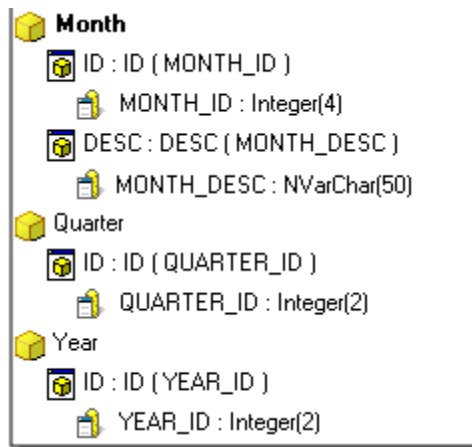 Month
ID : ID ( MONTH_ID )
MONTH_ID : Integer(4)
DESC : DESC ( MONTH_DESC )
MONTH_DESC : NVarChar(50)
Quarter
ID : ID ( QUARTER_ID )
QUARTER_ID : Integer(2)
Year
ID : ID ( YEAR_ID )
YEAR_ID : Integer(2)